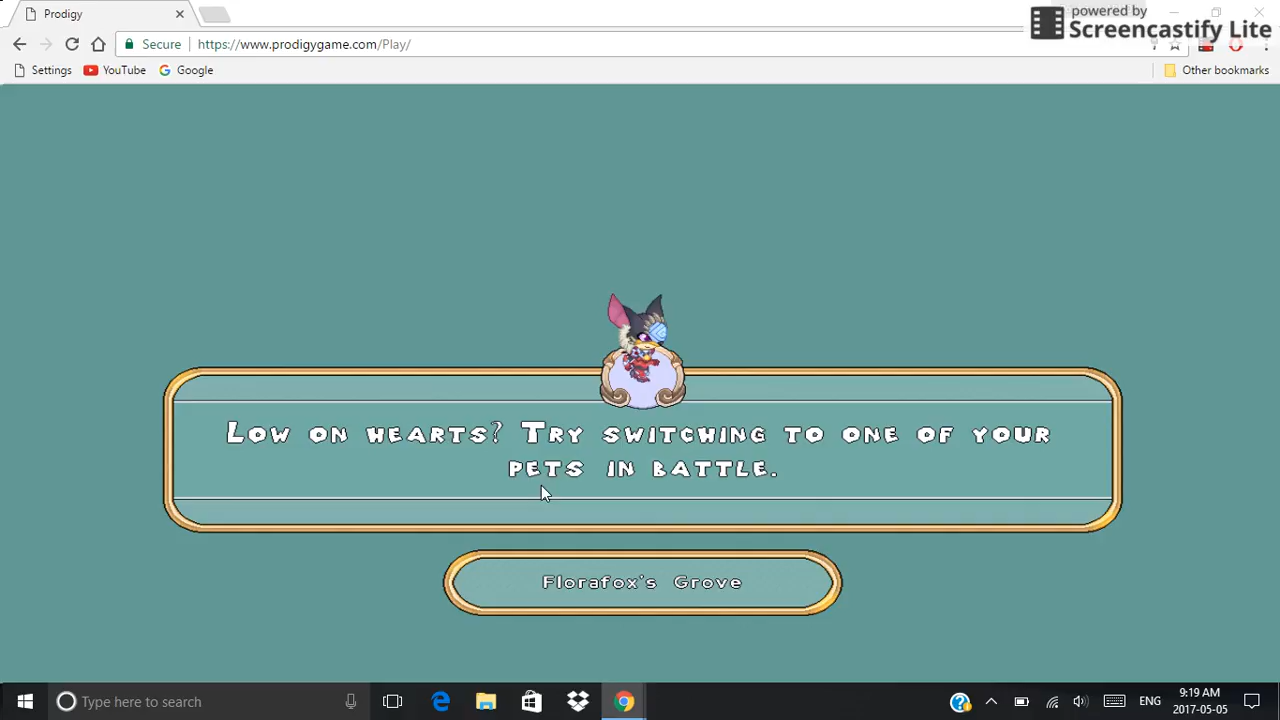 Prodigy
powered by
Screencastify Lite
Secure
https://www.prodigygame.com/Play/
Settings
YouTube
Google
Other bookmarks
Low on hearts? Try switching to one of your
pets in battle.
Florafox's Grove
Type here to search
ENG
9:19 AM
2017-05-05